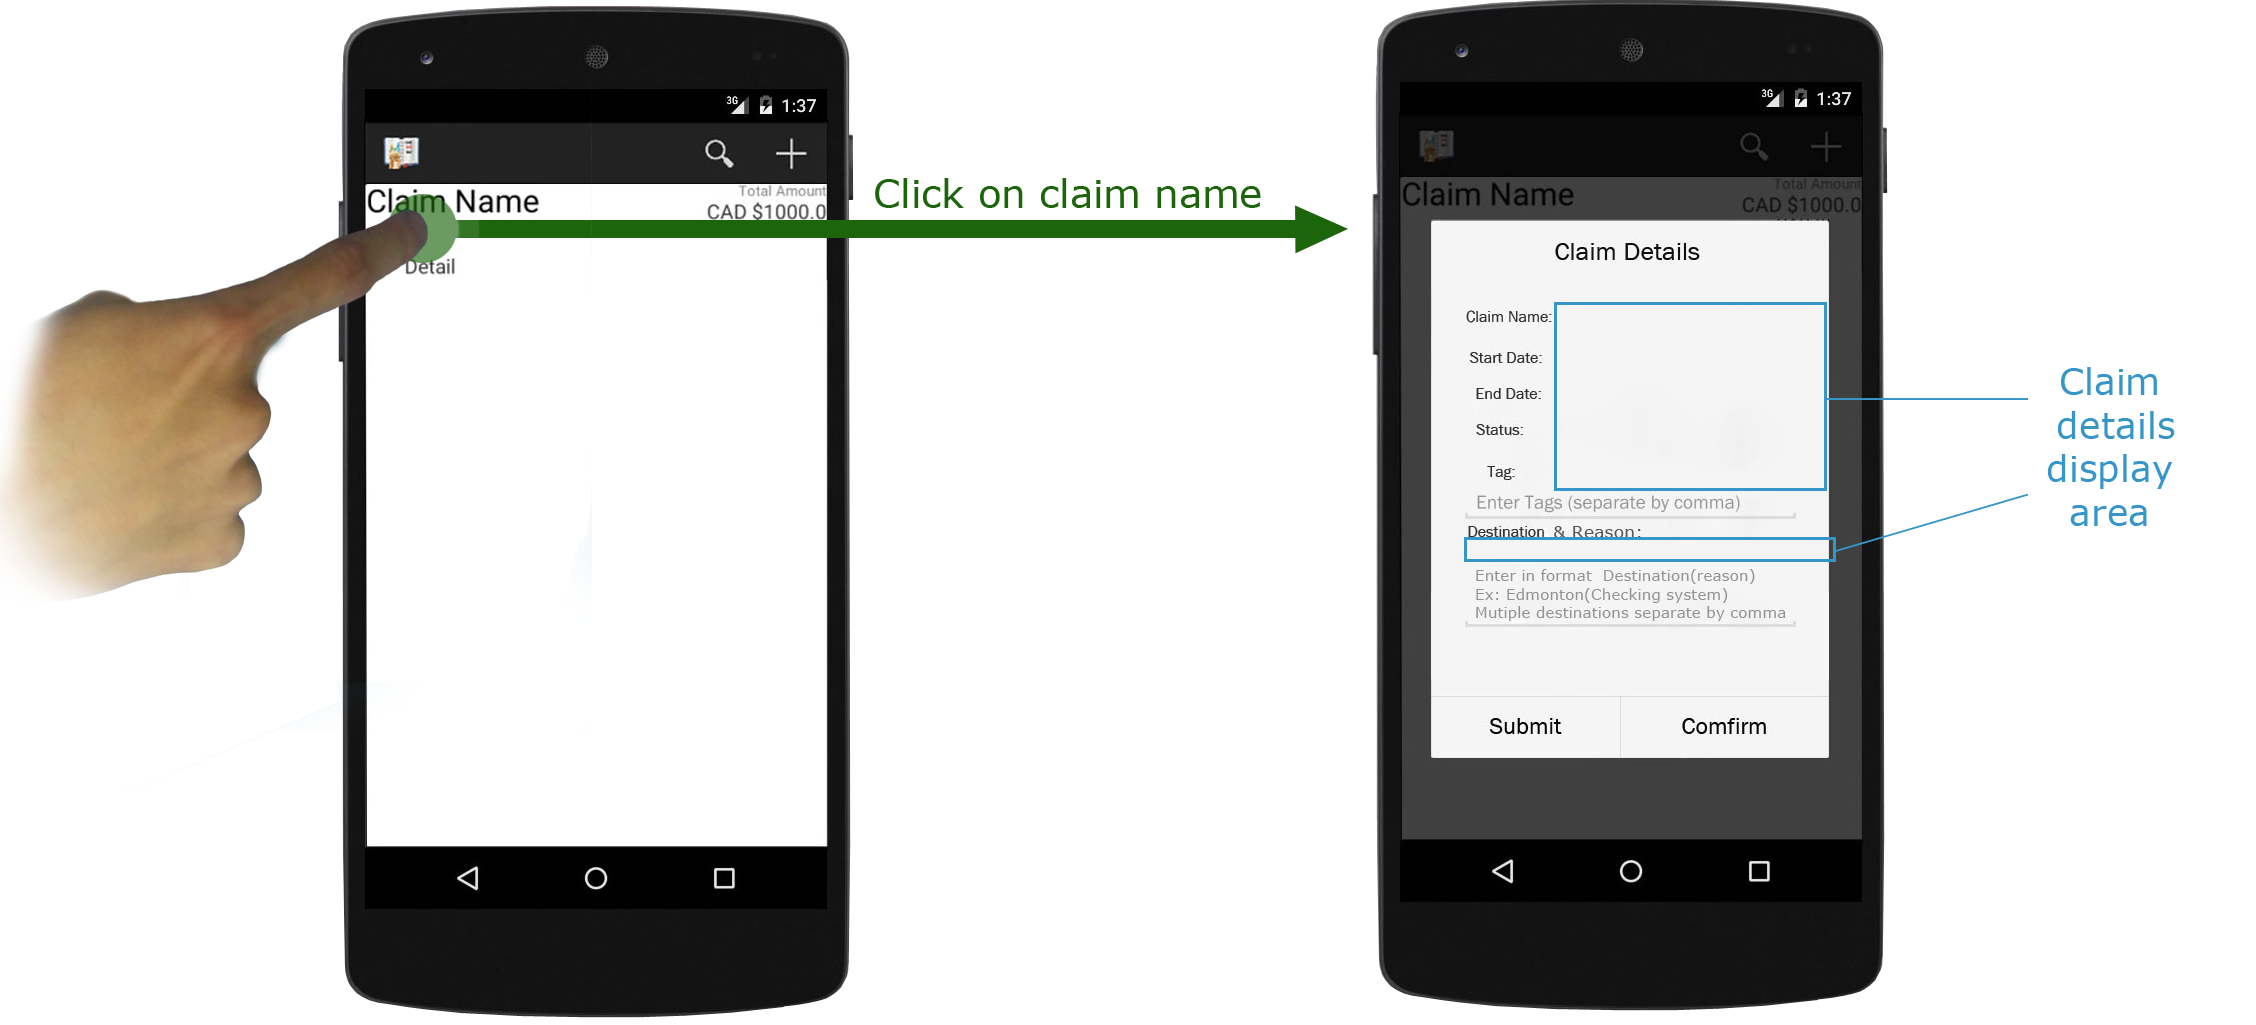 3G 1:37
Claim Name
Total Amount
CAD $1000.0
Detail
Click on claim name
3G 1:37
Claim Name
Total Amount
CAD $1000.0
Claim Details
Claim Name:
Start Date:
End Date:
Status:
Tag:
Enter Tags (separate by comma)
Destination & Reason:
Enter in format Destination(reason)
Ex: Edmonton(Checking system)
Mutiple destinations separate by comma
Submit
Comfirm
Claim
details
display
area